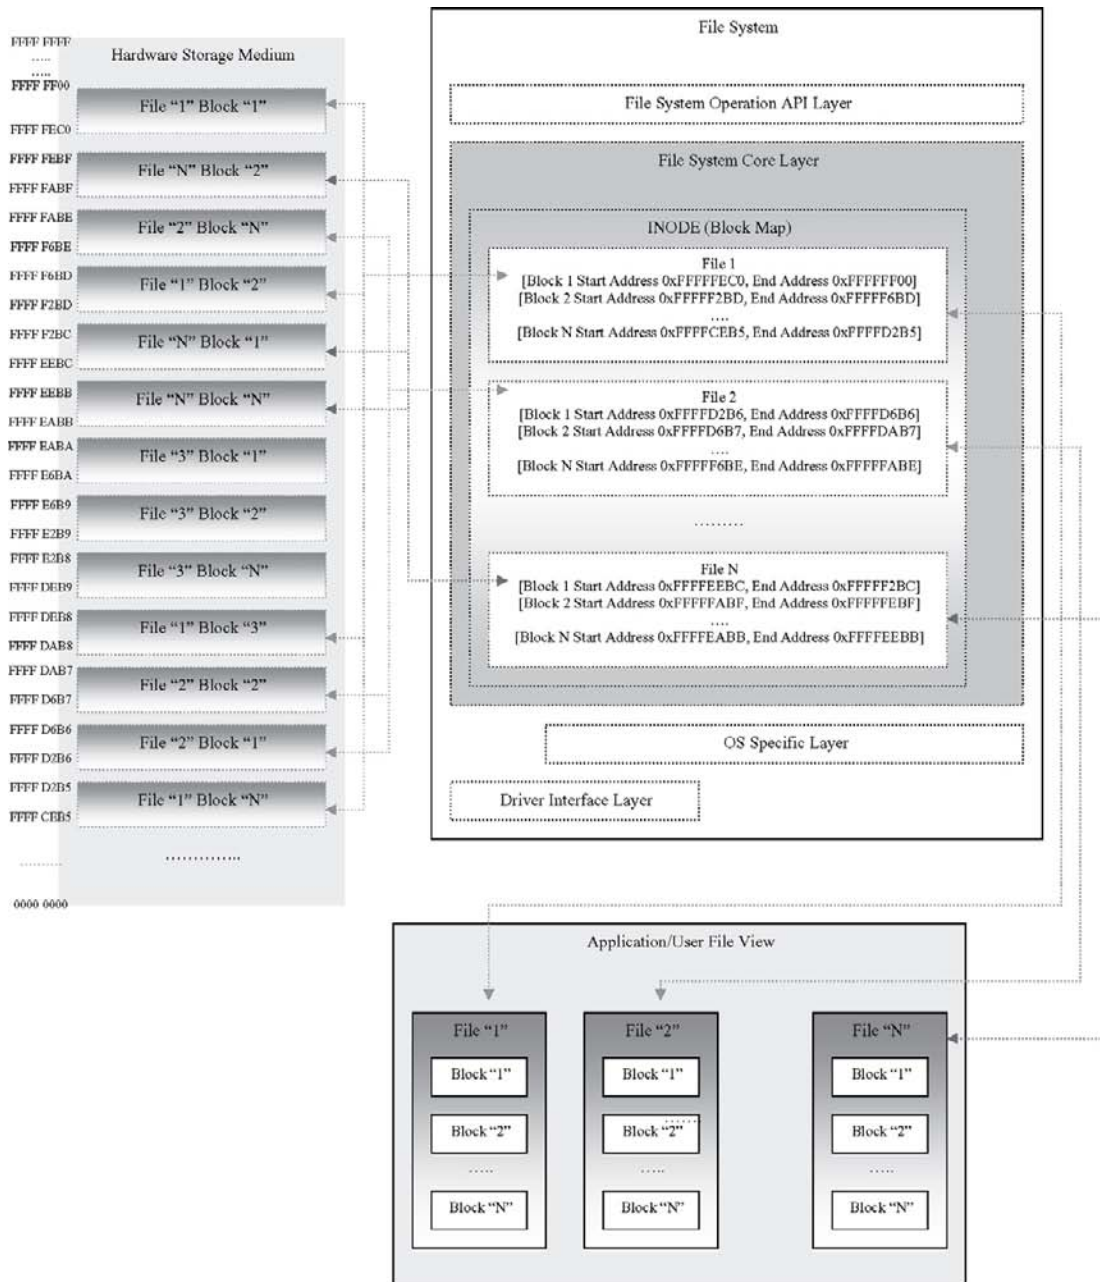 Hardware Storage Medium
FFFF FFFF
.....
.....
FFFF FF00
File “1” Block “1”
FFFF FEC0
FFFF FEBF
File “N” Block “2”
FFFF FABF
FFFF FABE
File “2” Block “N”
FFFF F6BE
FFFF F6BD
File “1” Block “2”
FFFF F2BD
FFFF F2BC
File “N” Block “1”
FFFF EEBC
FFFF EEBB
File “N” Block “N”
FFFF EABB
FFFF EABA
File “3” Block “1”
FFFF E6BA
FFFF E6B9
File “3” Block “2”
FFFF E2B9
FFFF E2B8
File “3” Block “N”
FFFF DEB9
FFFF DEB8
File “1” Block “3”
FFFF DAB8
FFFF DAB7
File “2” Block “2”
FFFF D6B7
FFFF D6B6
File “2” Block “1”
FFFF D2B6
FFFF D2B5
File “1” Block “N”
FFFF CEB5
..............
...........
0000 0000
File System
File System Operation API Layer
File System Core Layer
INODE (Block Map)
File 1
[Block 1 Start Address 0xFFFFFEC0, End Address 0xFFFFFF00]
[Block 2 Start Address 0xFFFFF2BD, End Address 0xFFFFF6BD]
....
[Block N Start Address 0xFFFFCEB5, End Address 0xFFFFD2B5]
File 2
[Block 1 Start Address 0xFFFFD2B6, End Address 0xFFFFD6B6]
[Block 2 Start Address 0xFFFFD6B7, End Address 0xFFFFDAB7]
....
[Block N Start Address 0xFFFFF6BE, End Address 0xFFFFFABE]
.........
File N
[Block 1 Start Address 0xFFFFEEBC, End Address 0xFFFFF2BC]
[Block 2 Start Address 0xFFFFFABF, End Address 0xFFFFFEBF]
....
[Block N Start Address 0xFFFFEABB, End Address 0xFFFFEEBB]
OS Specific Layer
Driver Interface Layer
Application/User File View
File “1”
Block “1”
Block “2”
.....
Block “N”
File “2”
Block “1”
Block “2”
.....
Block “N”
.......
File “N”
Block “1”
Block “2”
.....
Block “N”